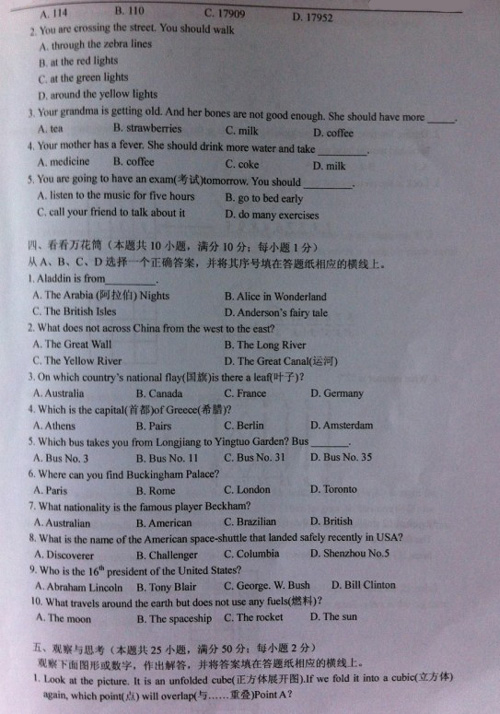 A. 114 B. 110 C. 17909 D. 17952
2. You are crossing the street. You should walk
A. through the zebra lines
B. at the red lights
C. at the green lights
D. around the yellow lights
3. Your grandma is getting old. And her bones are not good enough. She should have more _____.
A. tea B. strawberries C. milk D. coffee
4. Your mother has a fever. She should drink more water and take _________.
A. medicine B. coffee C. coke D. milk
5. You are going to have an exam(考试)tomorrow. You should _________.
A. listen to the music for five hours B. go to bed early
C. call your friend to talk about it D. do many exercises
四、看看万花筒（本题共 10 小题，满分 10 分；每小题 1 分）
从 A、B、C、D 选择一个正确答案，并将其序号填在答题纸相应的横线上。
1. Aladdin is from_________.
A. The Arabia (阿拉伯) Nights B. Alice in Wonderland
C. The British Isles D. Anderson's fairy tale
2. What does not across China from the west to the east?
A. The Great Wall B. The Long River
C. The Yellow River D. The Great Canal(运河)
3. On which country's national flay(国旗)is there a leaf(叶子)?
A. Australia B. Canada C. France D. Germany
4. Which is the capital(首都)of Greece(希腊)?
A. Athens B. Pairs C. Berlin D. Amsterdam
5. Which bus takes you from Longjiang to Yingtuo Garden? Bus _______.
A. Bus No. 3 B. Bus No. 11 C. Bus No. 31 D. Bus No. 35
6. Where can you find Buckingham Palace?
A. Paris B. Rome C. London D. Toronto
7. What nationality is the famous player Beckham?
A. Australian B. American C. Brazilian D. British
8. What is the name of the American space-shuttle that landed safely recently in USA?
A. Discoverer B. Challenger C. Columbia D. Shenzhou No.5
9. Who is the 16th president of the United States?
A. Abraham Lincoln B. Tony Blair C. George. W. Bush D. Bill Clinton
10. What travels around the earth but does not use any fuels(燃料)?
A. The moon B. The spaceship C. The rocket D. The sun
五、观察与思考（本题共 25 小题，满分 50 分；每小题 2 分）
观察下面图形或数字，作出解答，并将答案填在答题纸相应的横线上。
1. Look at the picture. It is an unfolded cube(正方体展开图).If we fold it into a cubic(立方体)
again, which point(点) will overlap(与……重叠)Point A?